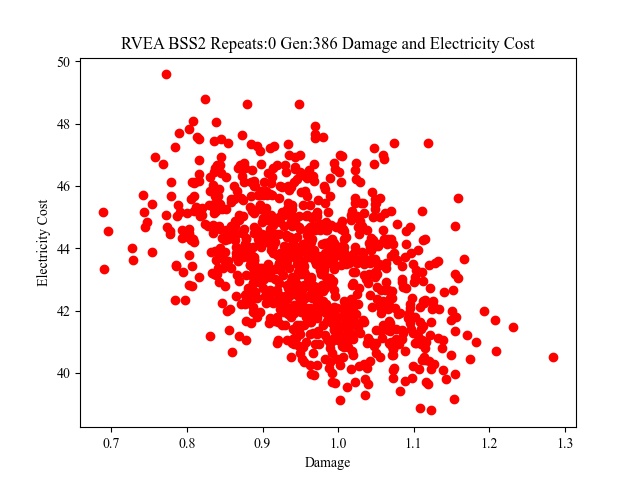 RVEA BSS2 Repeats:0 Gen:386 Damage and Electricity Cost
50
48
46
44
42
40
Electricity Cost
0.7 0.8 0.9 1.0 1.1 1.2 1.3
Damage